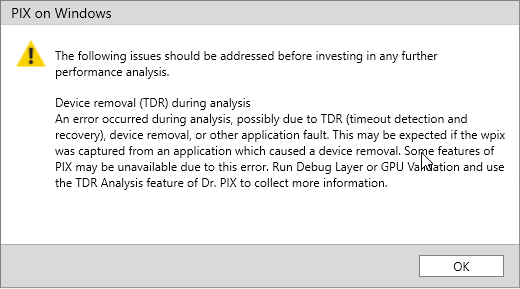 PIX on Windows
The following issues should be addressed before investing in any further
performance analysis.
Device removal (TDR) during analysis
An error occurred during analysis, possibly due to TDR (timeout detection and
recovery), device removal, or other application fault. This may be expected if the wpix
was captured from an application which caused a device removal. Some features of
PIX may be unavailable due to this error. Run Debug Layer or GPU Validation and use
the TDR Analysis feature of Dr. PIX to collect more information.
OK